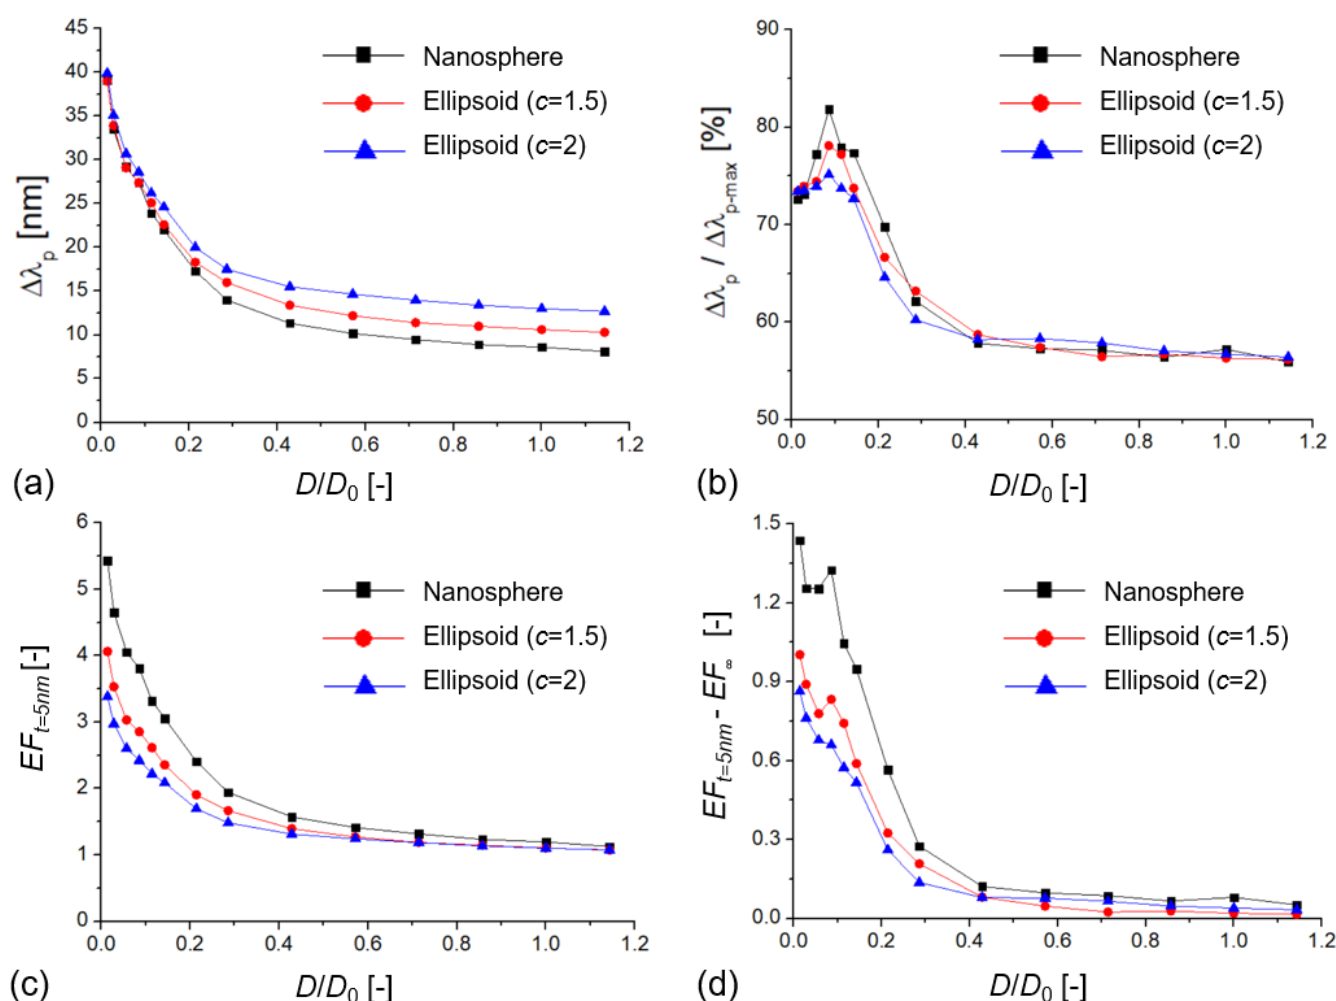 45
40
35
30
25
20
15
10
5
0
Δλp [nm]
Nanosphere
Ellipsoid (c=1.5)
Ellipsoid (c=2)
0.0 0.2 0.4 0.6 0.8 1.0 1.2
(a)
D/D0 [-]
90
80
70
60
50
Δλp / Δλp-max [%]
Nanosphere
Ellipsoid (c=1.5)
Ellipsoid (c=2)
0.0 0.2 0.4 0.6 0.8 1.0 1.2
(b)
D/D0 [-]
6
5
4
3
2
1
0
EFt=5nm [-]
Nanosphere
Ellipsoid (c=1.5)
Ellipsoid (c=2)
0.0 0.2 0.4 0.6 0.8 1.0 1.2
(c)
D/D0 [-]
1.5
1.2
0.9
0.6
0.3
0.0
EFt=5nm - EF∞ [-]
Nanosphere
Ellipsoid (c=1.5)
Ellipsoid (c=2)
0.0 0.2 0.4 0.6 0.8 1.0 1.2
(d)
D/D0 [-]